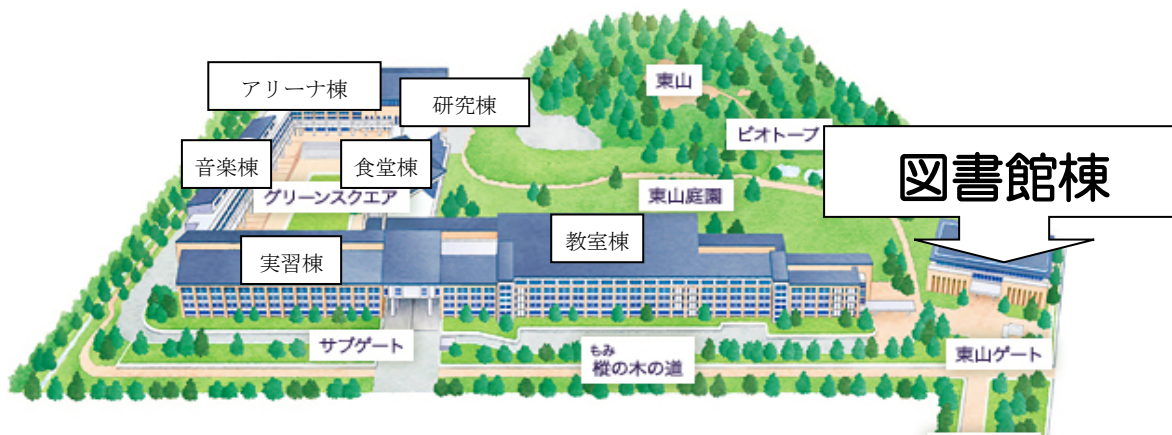 アリーナ棟
研究棟
東山
ビオトープ
図書館棟
音楽棟
食堂棟
グリーンスクエア
東山庭園
教室棟
実習棟
サブゲート
もみ
樅の木の道
東山ゲート